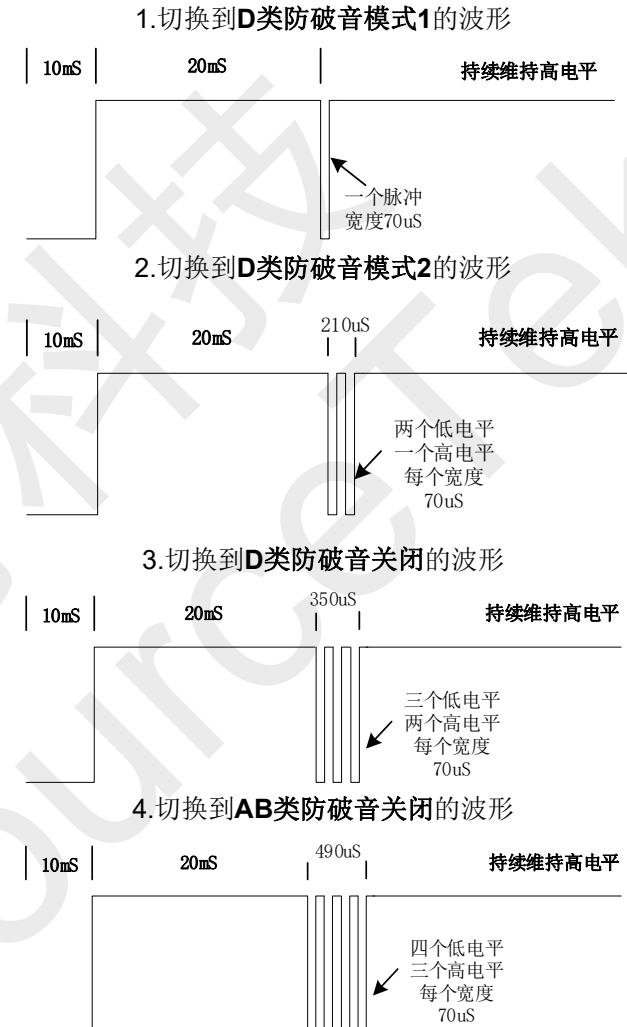 1.切换到D类防破音模式1的波形
10mS 20mS 持续维持高电平
一个脉冲
宽度70uS
2.切换到D类防破音模式2的波形
10mS 20mS 210uS 持续维持高电平
两个低电平
一个高电平
每个宽度
70uS
3.切换到D类防破音关闭的波形
10mS 20mS 350uS 持续维持高电平
三个低电平
两个高电平
每个宽度
70uS
4.切换到AB类防破音关闭的波形
10mS 20mS 490uS 持续维持高电平
四个低电平
三个高电平
每个宽度
70uS
科技
ourceTek